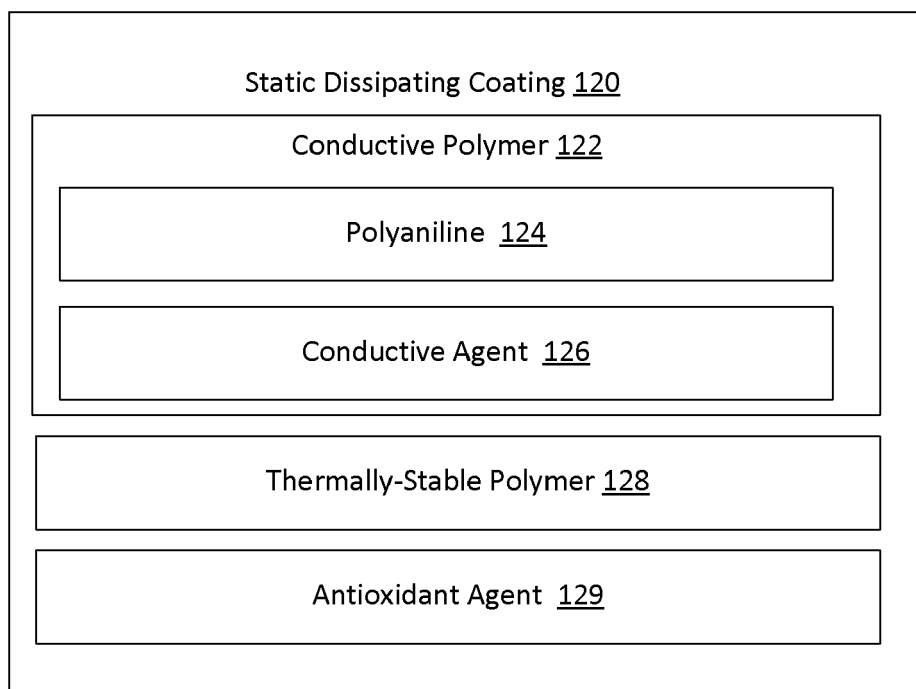 Static Dissipating Coating 120
Conductive Polymer 122
Polyaniline 124
Conductive Agent 126
Thermally-Stable Polymer 128
Antioxidant Agent 129